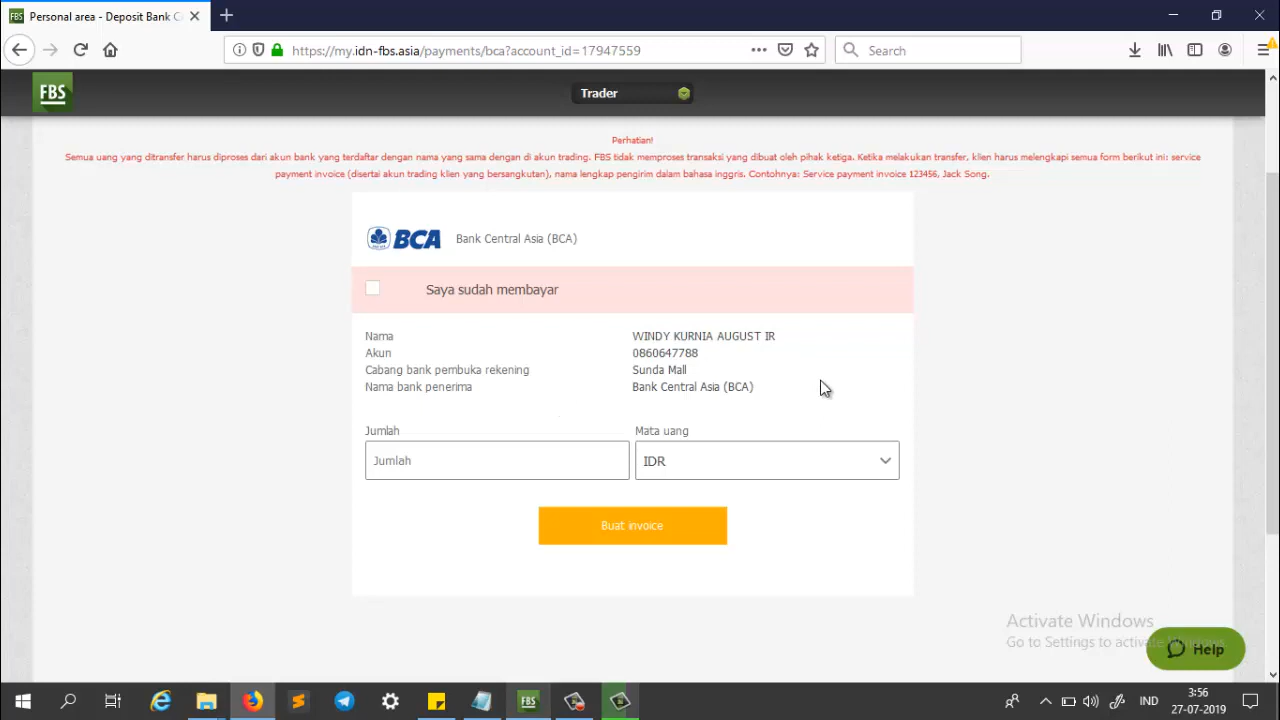 FBS Personal area - Deposit Bank C
https://my.idn-fbs.asia/payments/bca?account_id=17947559
Search
FBS
Trader
Perhatian!
Semua uang yang ditransfer harus diproses dari akun bank yang terdaftar dengan nama yang sama dengan di akun trading. FBS tidak memproses transaksi yang dibuat oleh pihak ketiga. Ketika melakukan transfer, klien harus melengkapi semua form berikut ini: service
payment invoice (disertai akun trading klien yang bersangkutan), nama lengkap pengirim dalam bahasa inggris. Contohnya: Service payment invoice 123456, Jack Song.
BCA Bank Central Asia (BCA)
Saya sudah membayar
Nama WINDY KURNIA AUGUST IR
Akun 0860647788
Cabang bank pembuka rekening Sunda Mall
Nama bank penerima Bank Central Asia (BCA)
Jumlah Mata uang
Jumlah IDR
Buat invoice
Activate Windows
Go to Settings to activate Windows.
Help
FBS
IND
3:56
27-07-2019